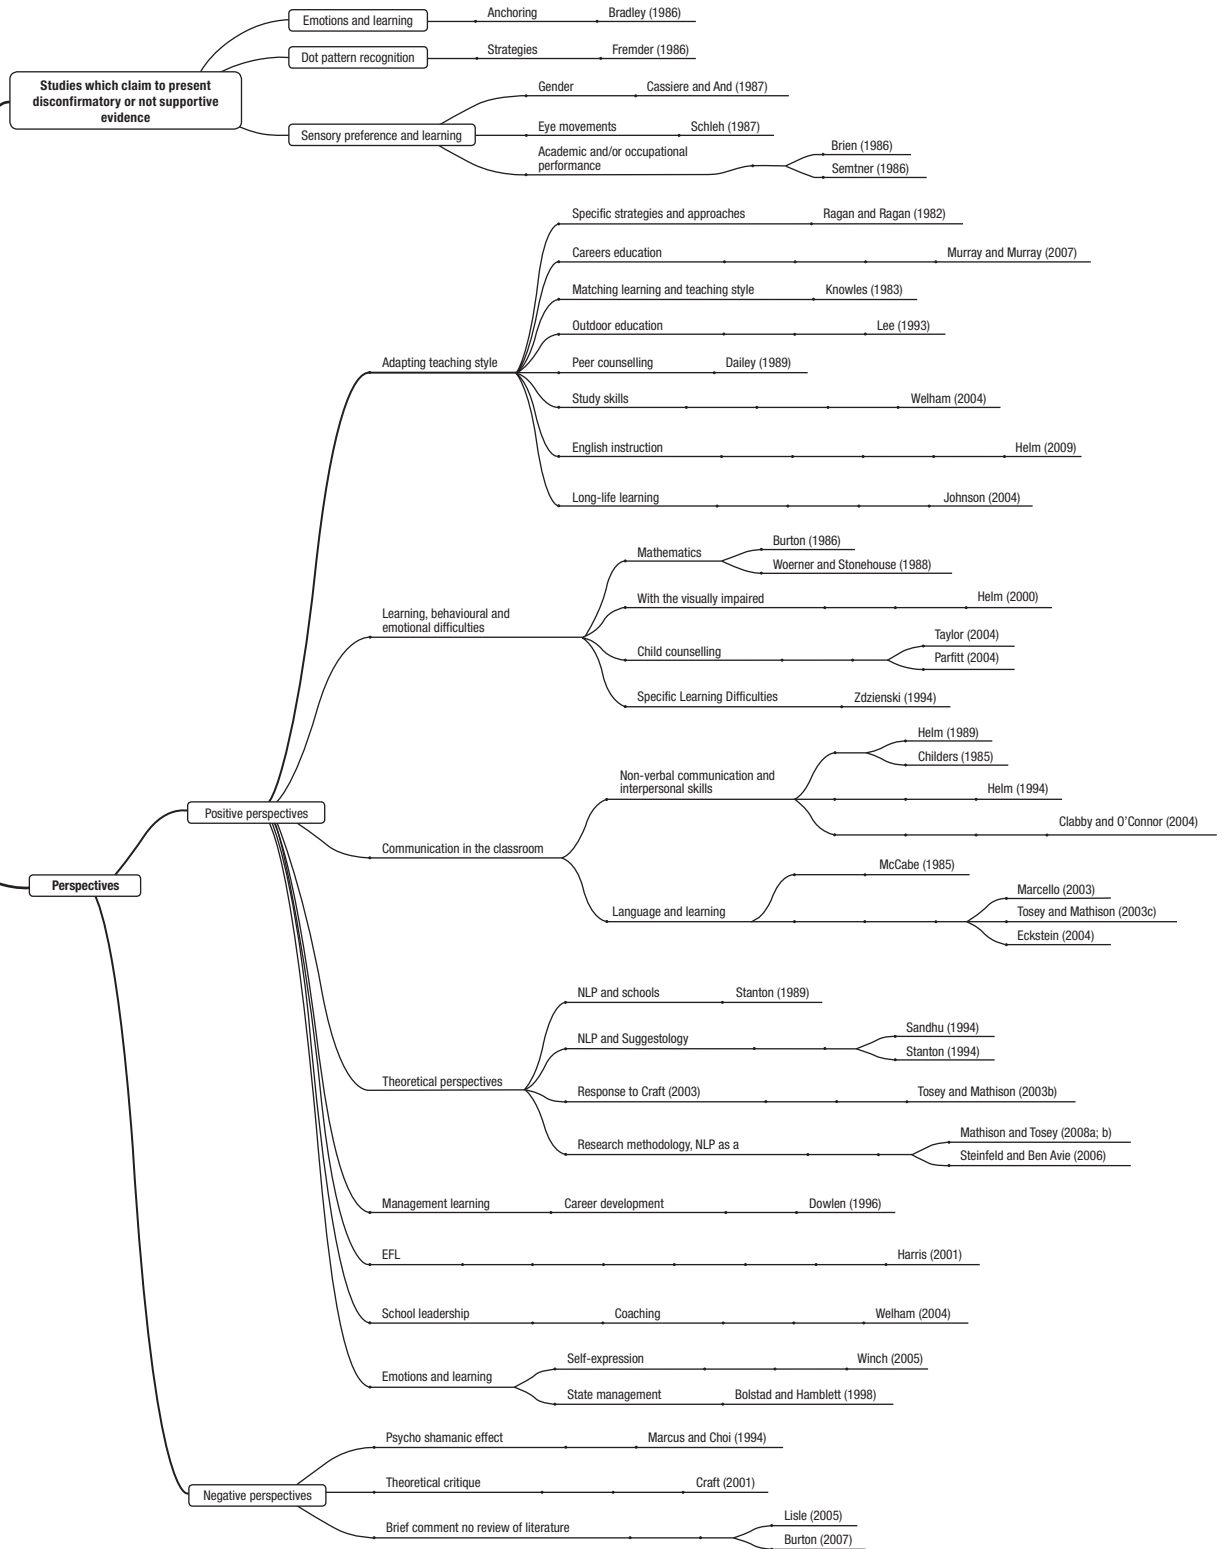 Emotions and learning
Anchoring
Bradley (1986)
Dot pattern recognition
Strategies
Fremder (1986)
Studies which claim to present
disconfirmatory or not supportive
evidence
Gender
Cassiere and And (1987)
Sensory preference and learning
Eye movements
Schleh (1987)
Academic and/or occupational
performance
Brien (1986)
Semtner (1986)
Specific strategies and approaches
Ragan and Ragan (1982)
Careers education
Murray and Murray (2007)
Matching learning and teaching style
Knowles (1983)
Outdoor education
Lee (1993)
Adapting teaching style
Peer counselling
Dailey (1989)
Study skills
Welham (2004)
English instruction
Helm (2009)
Long-life learning
Johnson (2004)
Mathematics
Burton (1986)
Woerner and Stonehouse (1988)
Learning, behavioural and
emotional difficulties
With the visually impaired
Helm (2000)
Child counselling
Taylor (2004)
Parfitt (2004)
Specific Learning Difficulties
Zdzienski (1994)
Non-verbal communication and
interpersonal skills
Helm (1989)
Childers (1985)
Helm (1994)
Clabby and O'Connor (2004)
Positive perspectives
Communication in the classroom
McCabe (1985)
Perspectives
Language and learning
Marcello (2003)
Tosey and Mathison (2003c)
Eckstein (2004)
NLP and schools
Stanton (1989)
NLP and Suggestology
Sandhu (1994)
Stanton (1994)
Theoretical perspectives
Response to Craft (2003)
Tosey and Mathison (2003b)
Research methodology, NLP as a
Mathison and Tosey (2008a; b)
Steinfeld and Ben Avie (2006)
Management learning
Career development
Dowlen (1996)
EFL
Harris (2001)
School leadership
Coaching
Welham (2004)
Emotions and learning
Self-expression
Winch (2005)
State management
Bolstad and Hamblett (1998)
Psycho shamanic effect
Marcus and Choi (1994)
Negative perspectives
Theoretical critique
Craft (2001)
Brief comment no review of literature
Lisle (2005)
Burton (2007)